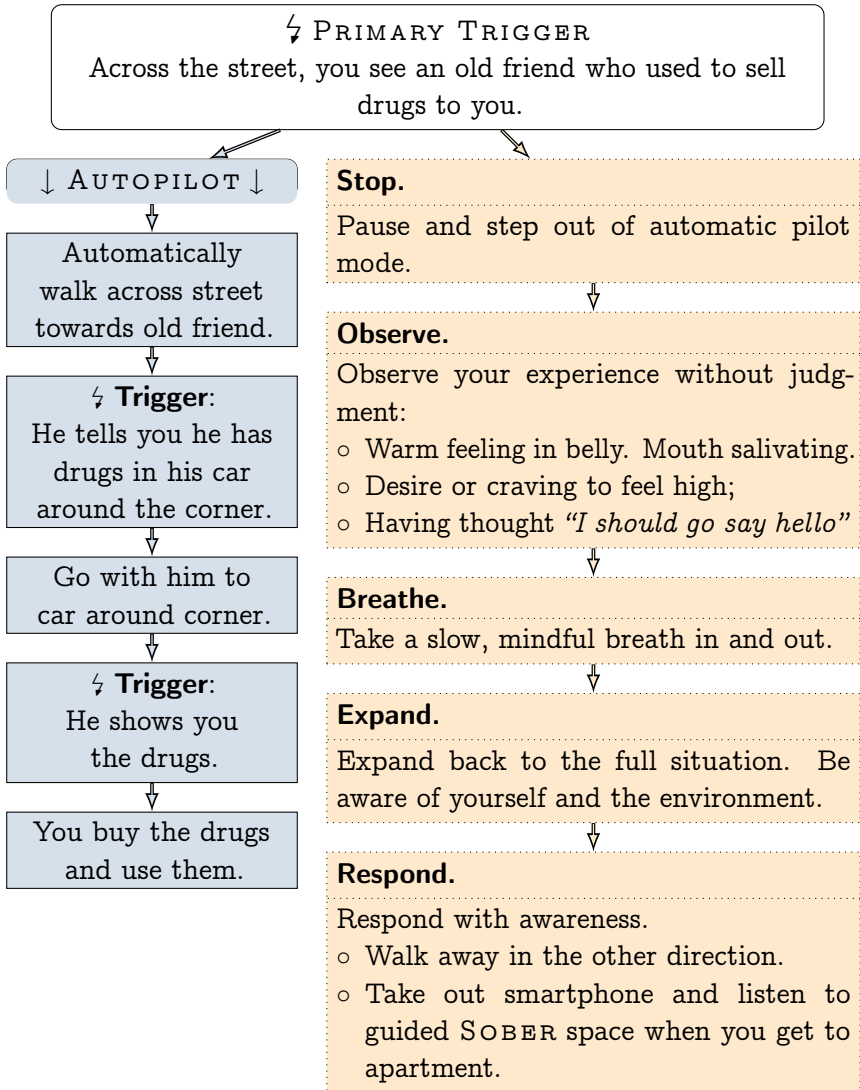 ↯ PRIMARY TRIGGER
Across the street, you see an old friend who used to sell
drugs to you.
↓ AUTOPILOT ↓
Automatically
walk across street
towards old friend.
↯ Trigger:
He tells you he has
drugs in his car
around the corner.
Go with him to
car around corner.
↯ Trigger:
He shows you
the drugs.
You buy the drugs
and use them.
Stop.
Pause and step out of automatic pilot
mode.
Observe.
Observe your experience without judg-
ment:
○ Warm feeling in belly. Mouth salivating.
○ Desire or craving to feel high;
○ Having thought “I should go say hello”
Breathe.
Take a slow, mindful breath in and out.
Expand.
Expand back to the full situation. Be
aware of yourself and the environment.
Respond.
Respond with awareness.
○ Walk away in the other direction.
○ Take out smartphone and listen to
guided SOBER space when you get to
apartment.